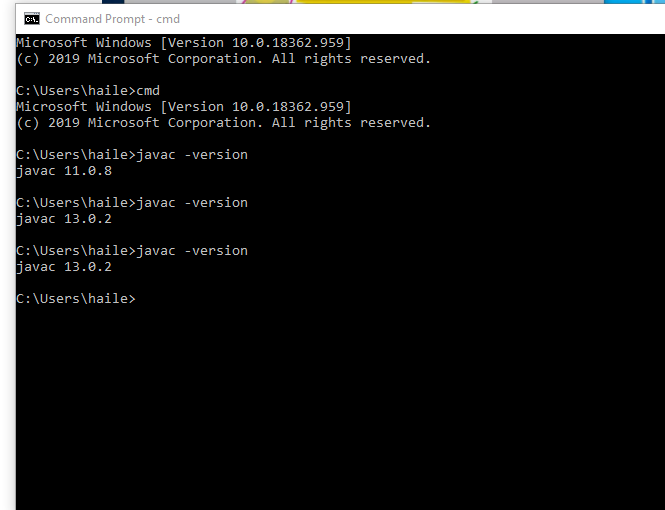 Command Prompt - cmd
Microsoft Windows [Version 10.0.18362.959]
(c) 2019 Microsoft Corporation. All rights reserved.
C:\Users\haile>cmd
Microsoft Windows [Version 10.0.18362.959]
(c) 2019 Microsoft Corporation. All rights reserved.
C:\Users\haile>javac -version
javac 11.0.8
C:\Users\haile>javac -version
javac 13.0.2
C:\Users\haile>javac -version
javac 13.0.2
C:\Users\haile>